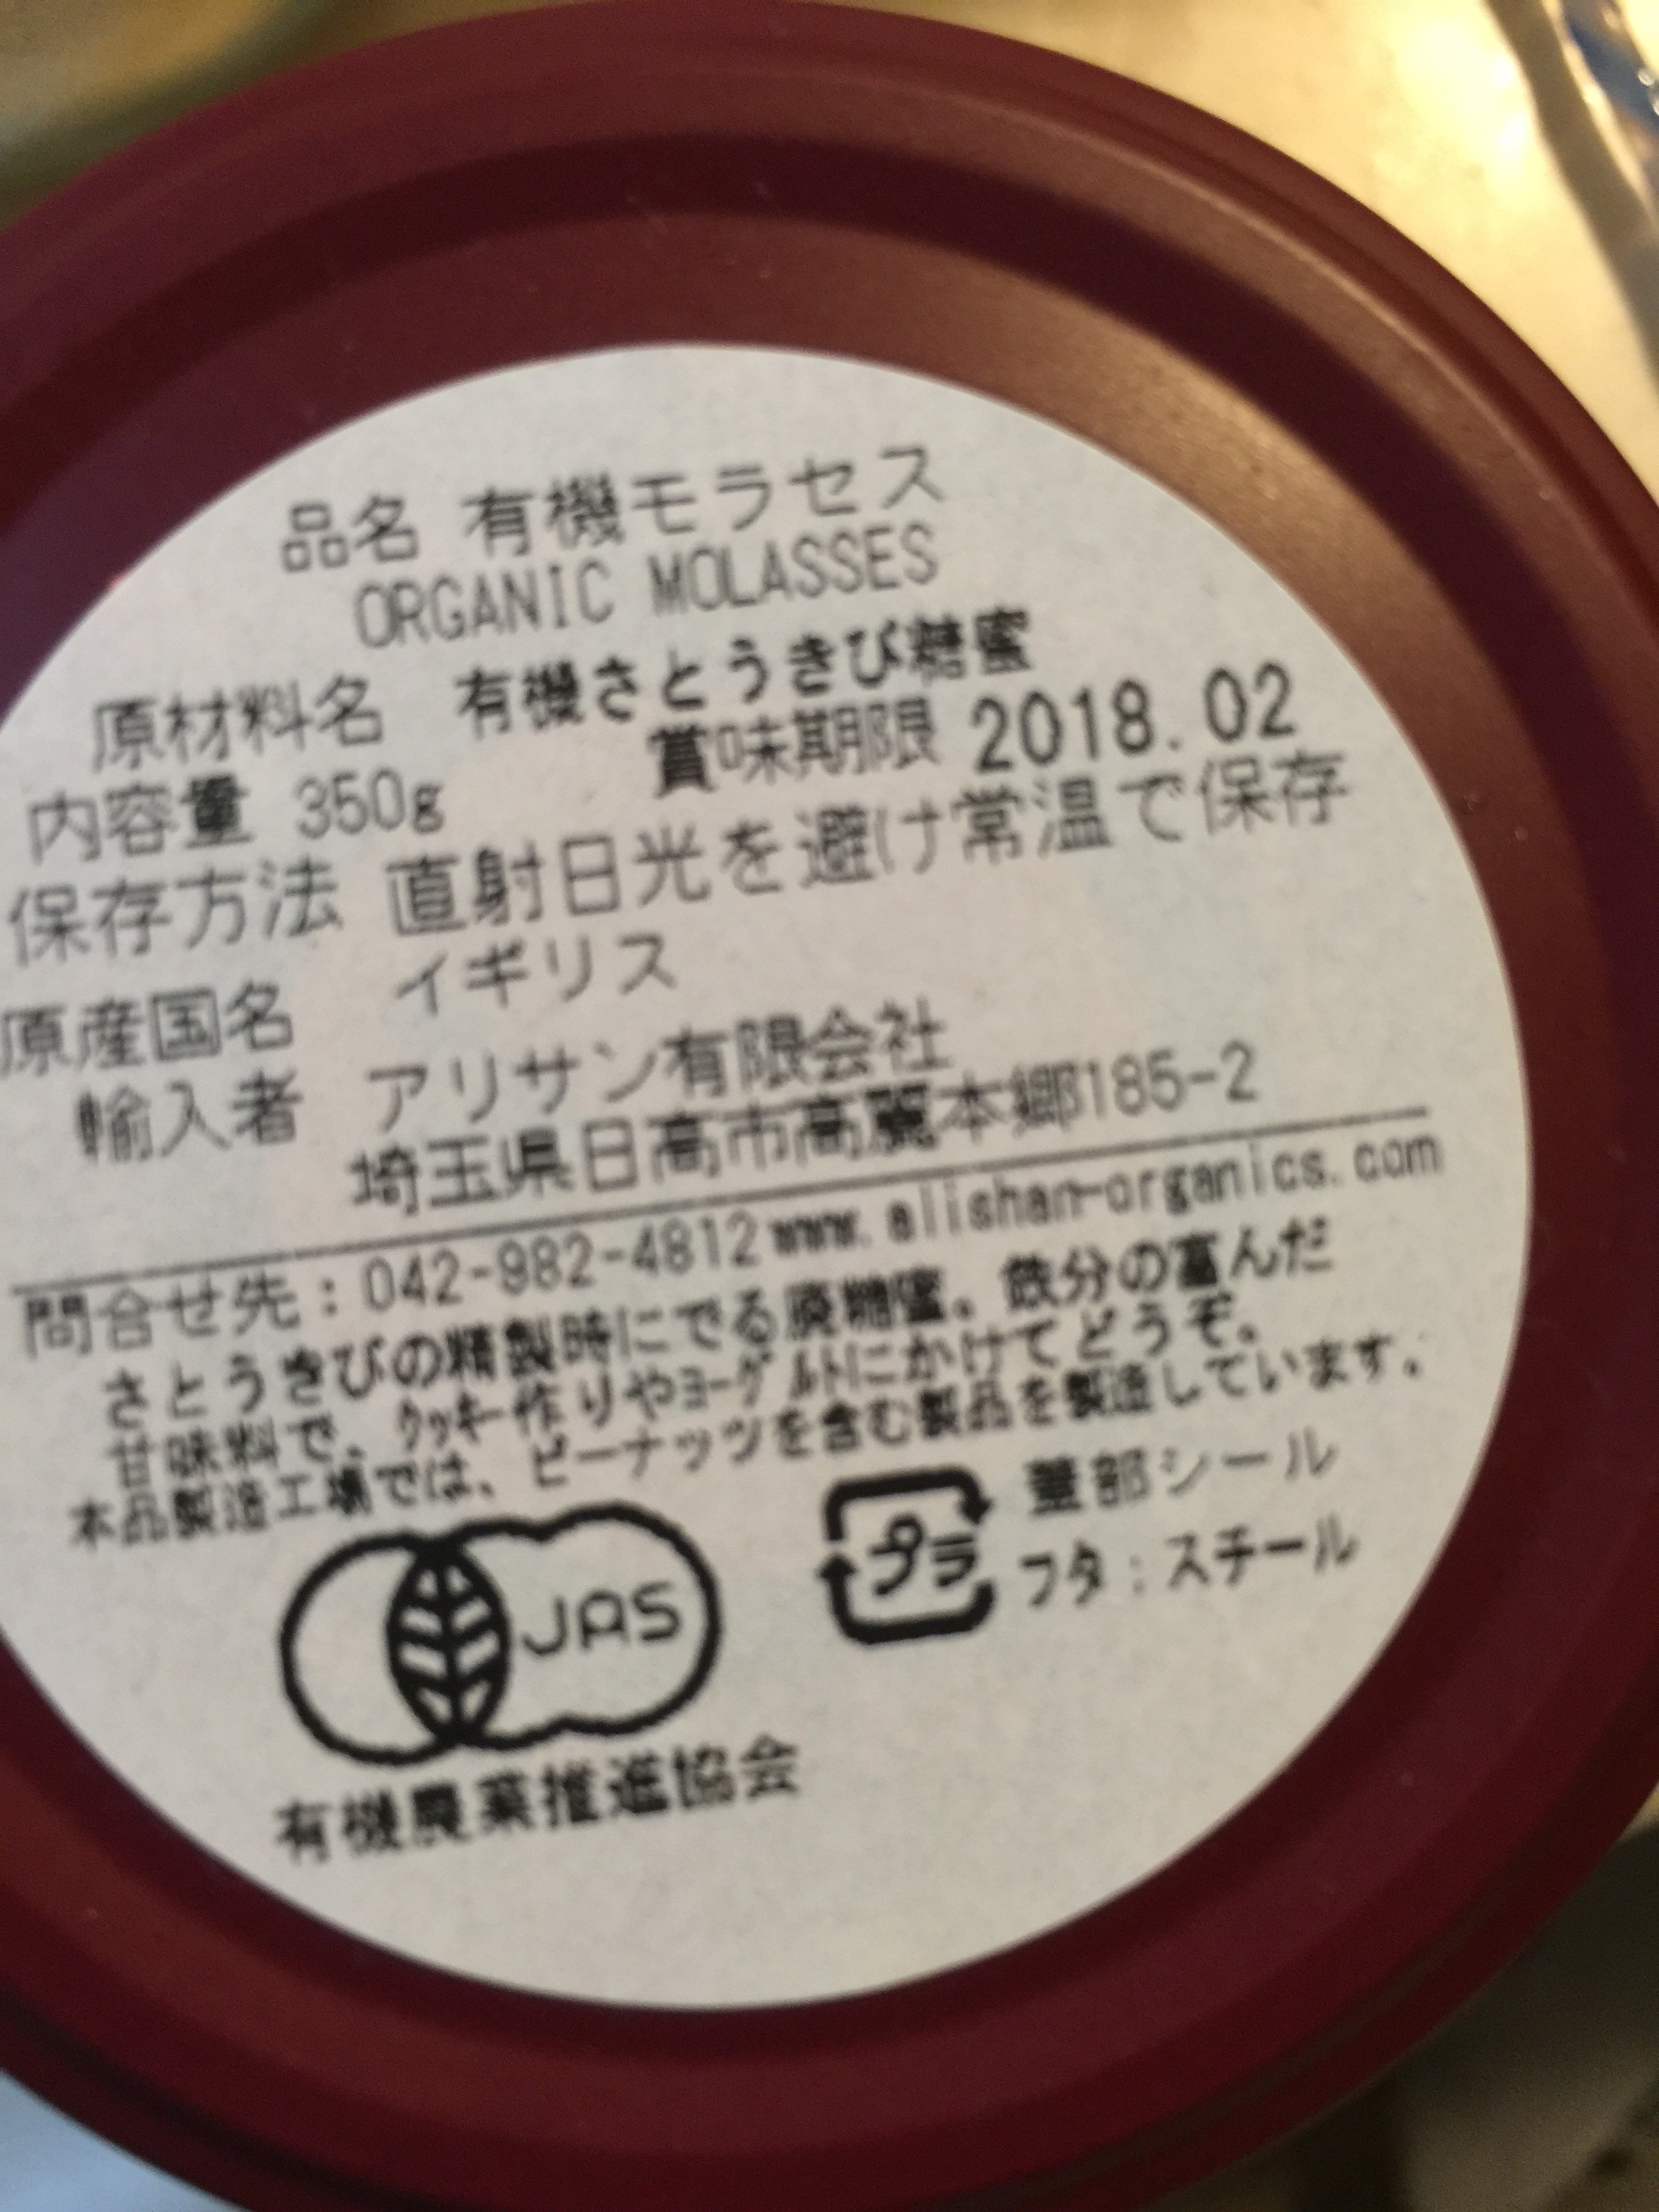 品名 有機モラセス
ORGANIC MOLASSES
原材料名 有機さとうきび糖蜜
内容量 350g 賞味期限 2018.02
保存方法 直射日光を避け常温で保存
原産国名 イギリス
輸入者 アリサン有限会社
埼玉県日高市高麗本郷185-2
問合せ先：042-982-4812 www.alishan-organics.com
さとうきびの精製時にでる廃糖蜜。鉄分の富んだ
甘味料で、ｸｯｷｰ作りやﾖｰｸﾞﾙﾄにかけてどうぞ。
本品製造工場では、ピーナッツを含む製品を製造しています。
プラ 蓋部シール
フタ：スチール
JAS
有機農業推進協会